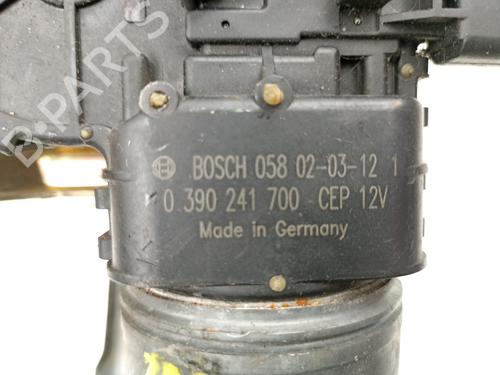 B-PARTS
BOSCH 058 02-03-12 1
0 390 241 700 CEP 12V
Made in Germany